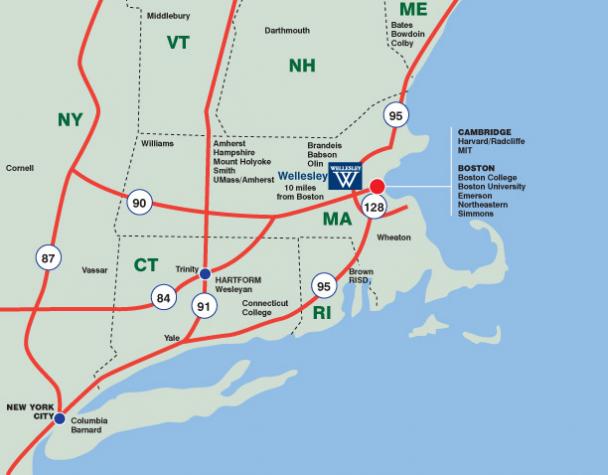 ME
Middlebury
Bates
Bowdoin
Colby
Darthmouth
VT
NH
95
NY
CAMBRIDGE
Harvard/Radcliffe
MIT
Williams
Amherst
Hampshire
Mount Holyoke
Smith
UMass/Amherst
Brandeis
Babson
Olin
Wellesley
10 miles
from Boston
WELLESLEY
W
BOSTON
Boston College
Boston University
Emerson
Northeastern
Simmons
Cornell
90
128
MA
Wheaton
87
Vassar
CT
Trinity
HARTFORM
Wesleyan
Brown
RISD
84
91
95
Connecticut
College
RI
Yale
NEW YORK
CITY
Columbia
Barnard